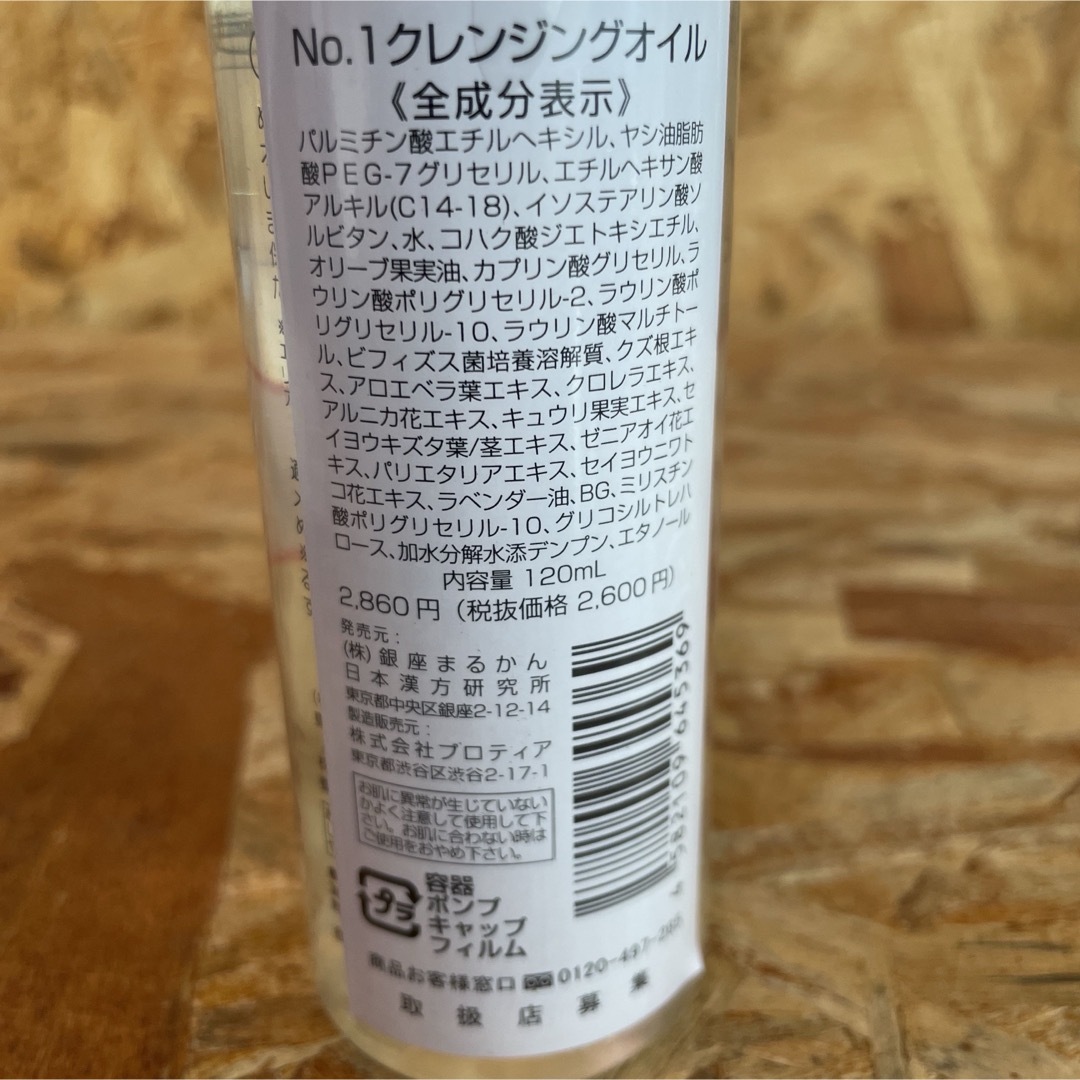 No.1クレンジングオイル
《全成分表示》
パルミチン酸エチルヘキシル、ヤシ油脂肪
酸PEG-7グリセリル、エチルヘキサン酸
アルキル(C14-18)、イソステアリン酸ソ
ルビタン、水、コハク酸ジエトキシエチル、
オリーブ果実油、カプリン酸グリセリル、ラ
ウリン酸ポリグリセリル-2、ラウリン酸ポ
リグリセリル-10、ラウリン酸マルチトー
ル、ビフィズス菌培養溶解質、クズ根エキ
ス、アロエベラ葉エキス、クロレラエキス、
アルニカ花エキス、キュウリ果実エキス、セ
イヨウキズタ葉/茎エキス、ゼニアオイ花エ
キス、パリエタリアエキス、セイヨウニワト
コ花エキス、ラベンダー油、BG、ミリスチン
酸ポリグリセリル-10、グリコシルトレハ
ロース、加水分解水添デンプン、エタノール
内容量 120mL
2,860円（税抜価格 2,600円）
発売元：
(株)銀座まるかん
日本漢方研究所
東京都中央区銀座2-12-14
製造販売元：
株式会社プロティア
東京都渋谷区渋谷2-17-1
お肌に異常が生じていない
かよく注意して使用して下
さい。お肌に合わない時は
ご使用をおやめ下さい。
プラ
容器
ポンプ
キャップ
フィルム
商品お客様窓口 0120-497-285
取扱店募集
4 582109 645369